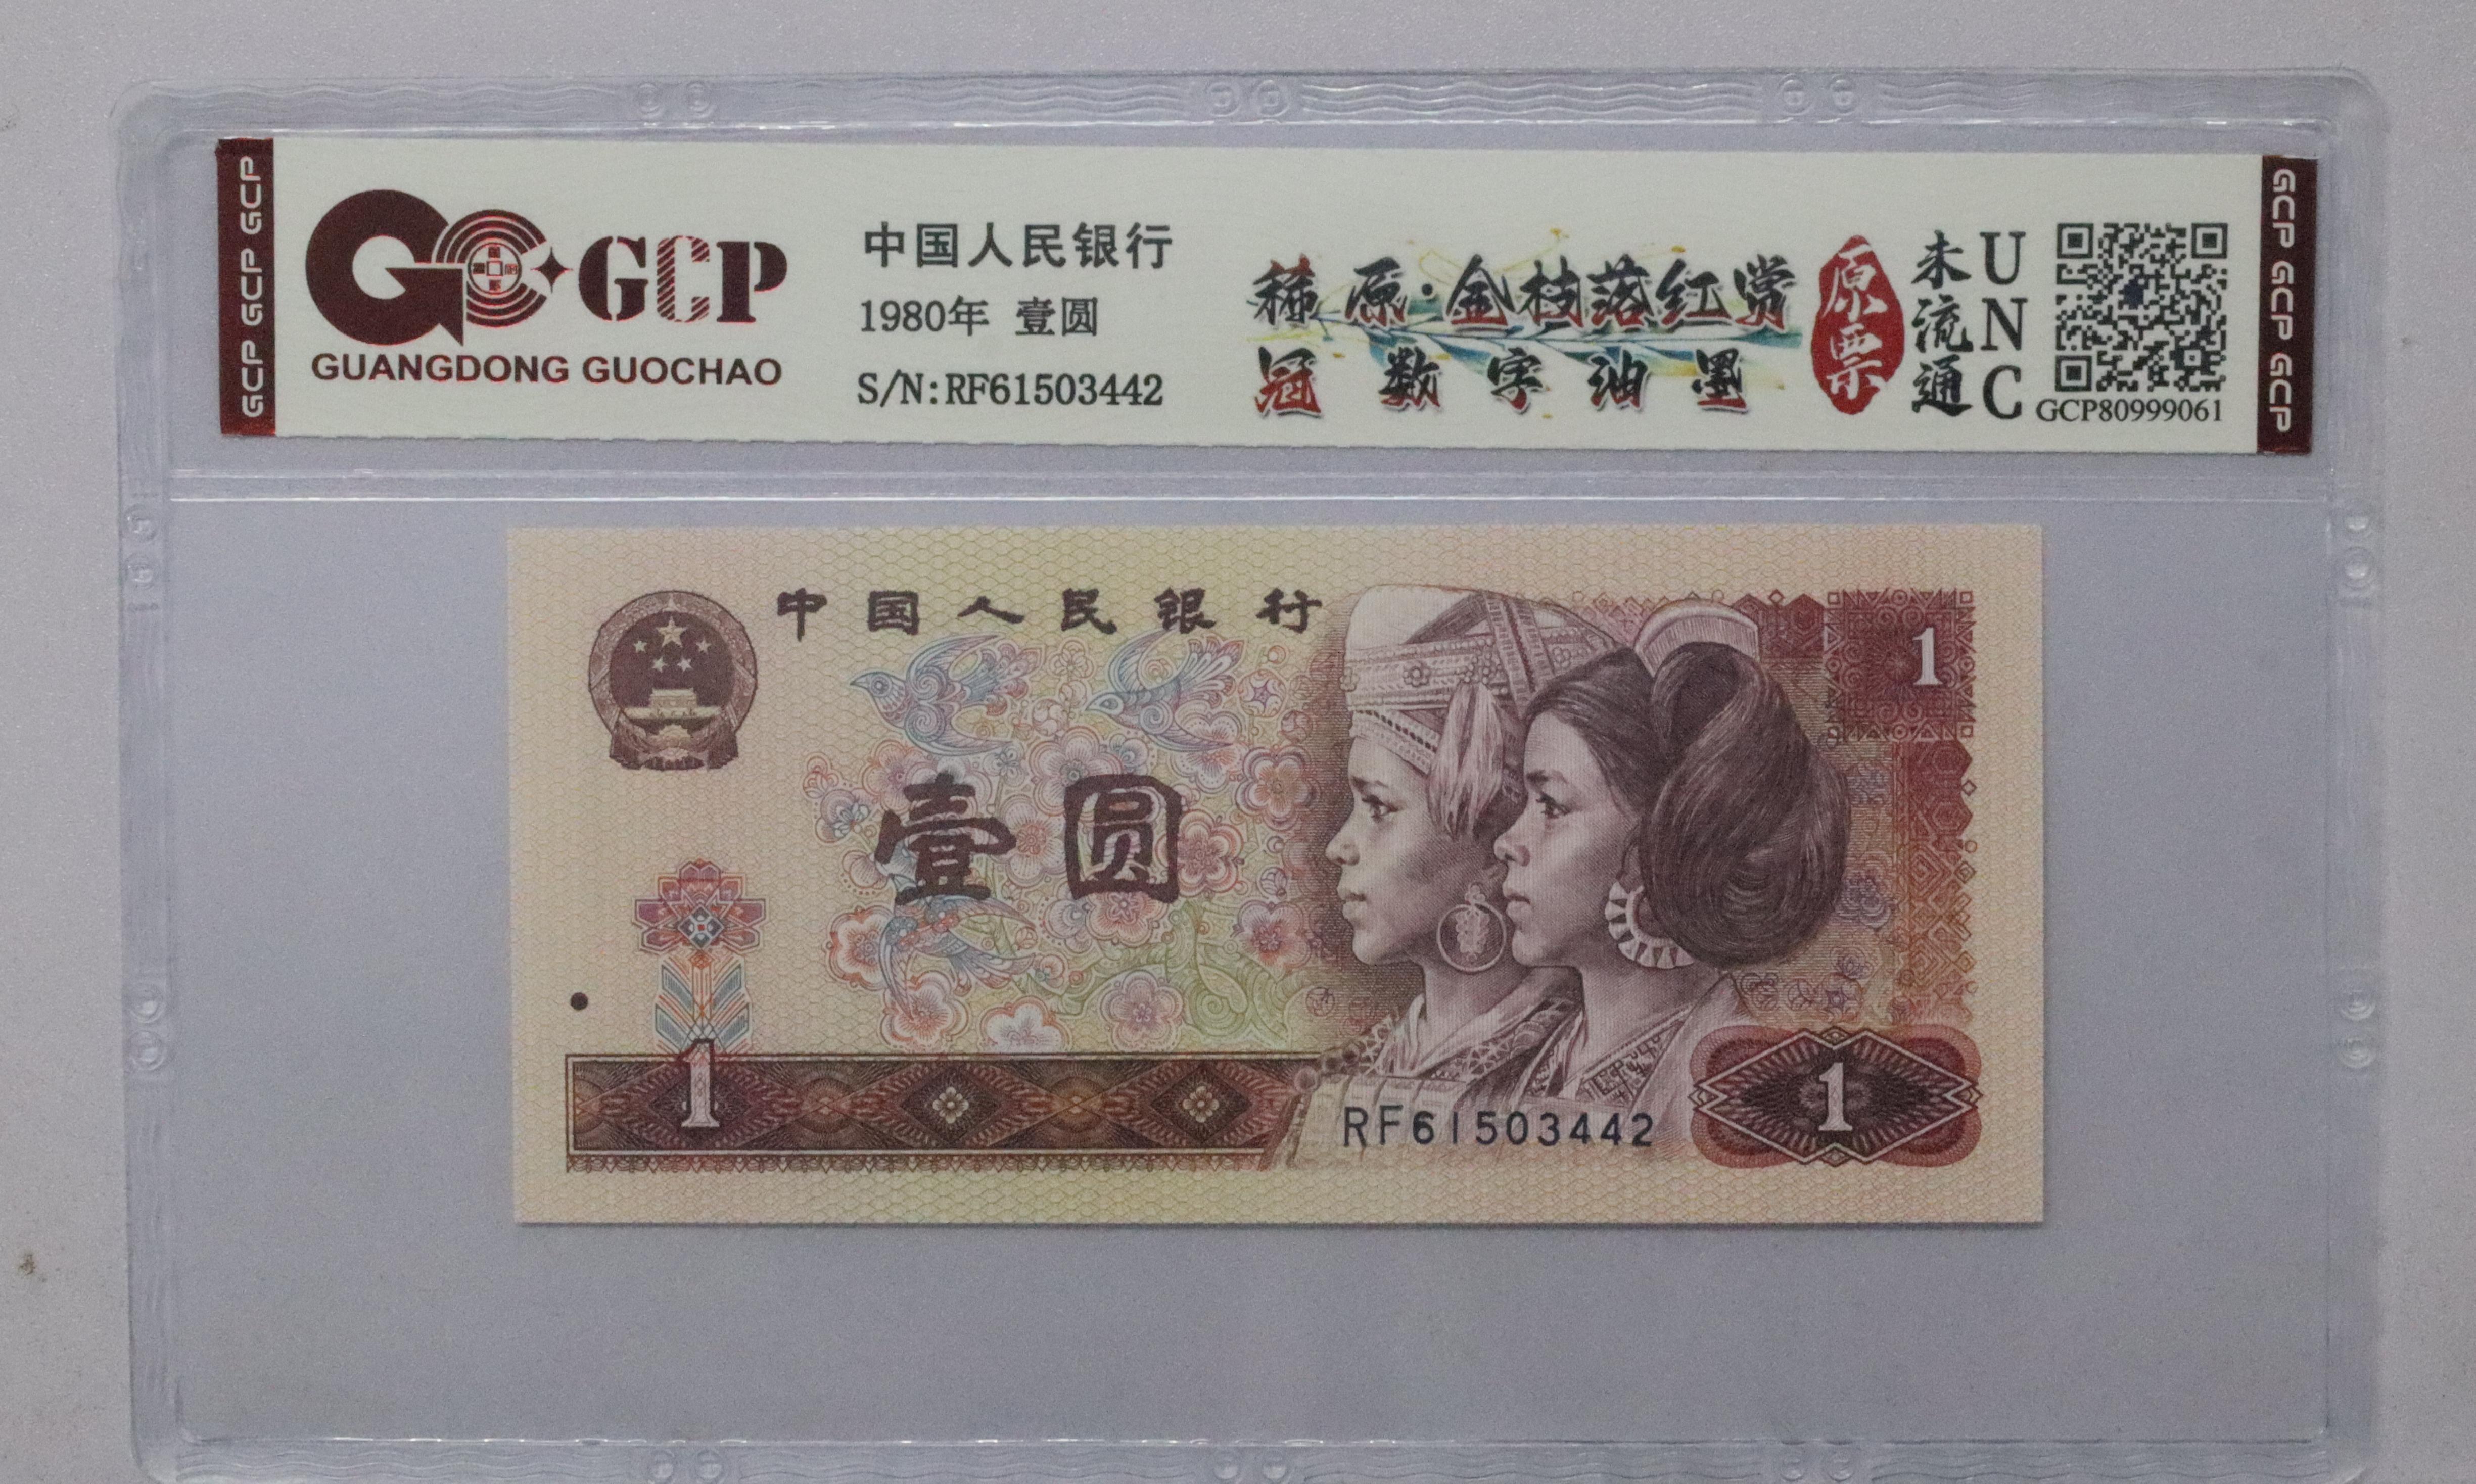 GCP GCP GCP
GCP
GUANGDONG GUOCHAO
中国人民银行
1980年 壹圆
S/N:RF61503442
稀原·金枝落红赏
冠数字油墨
原票
未流通
UNC
GCP80999061
GCP GCP GCP
中国人民银行
1
壹圆
1
RF61503442
1